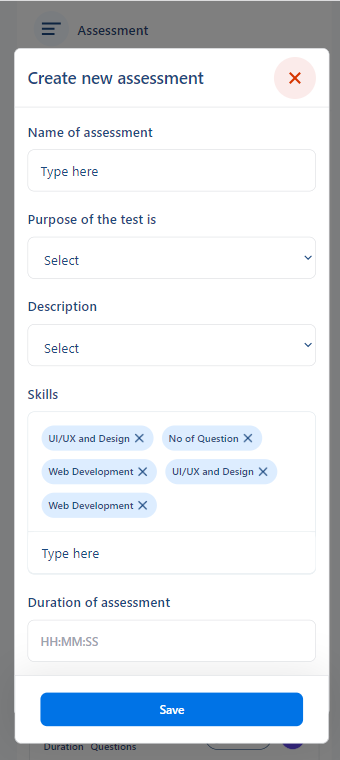 Assessment
Create new assessment
Name of assessment
Type here
Purpose of the test is
Select
Description
Select
Skills
UI/UX and Design No of Question
Web Development UI/UX and Design
Web Development
Type here
Duration of assessment
HH:MM:SS
Save
Duration Questions